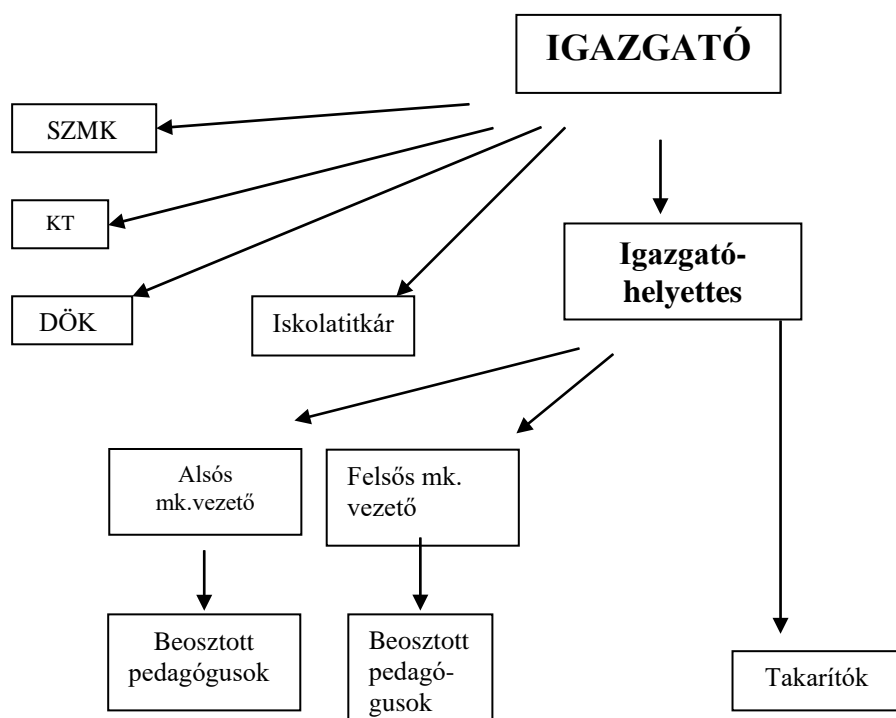 IGAZGATÓ
SZMK
KT
Igazgató-
helyettes
DÖK
Iskolatitkár
Alsós
mk.vezető
Felsős mk.
vezető
Beosztott
pedagógusok
Beosztott
pedagó-
gusok
Takarítók